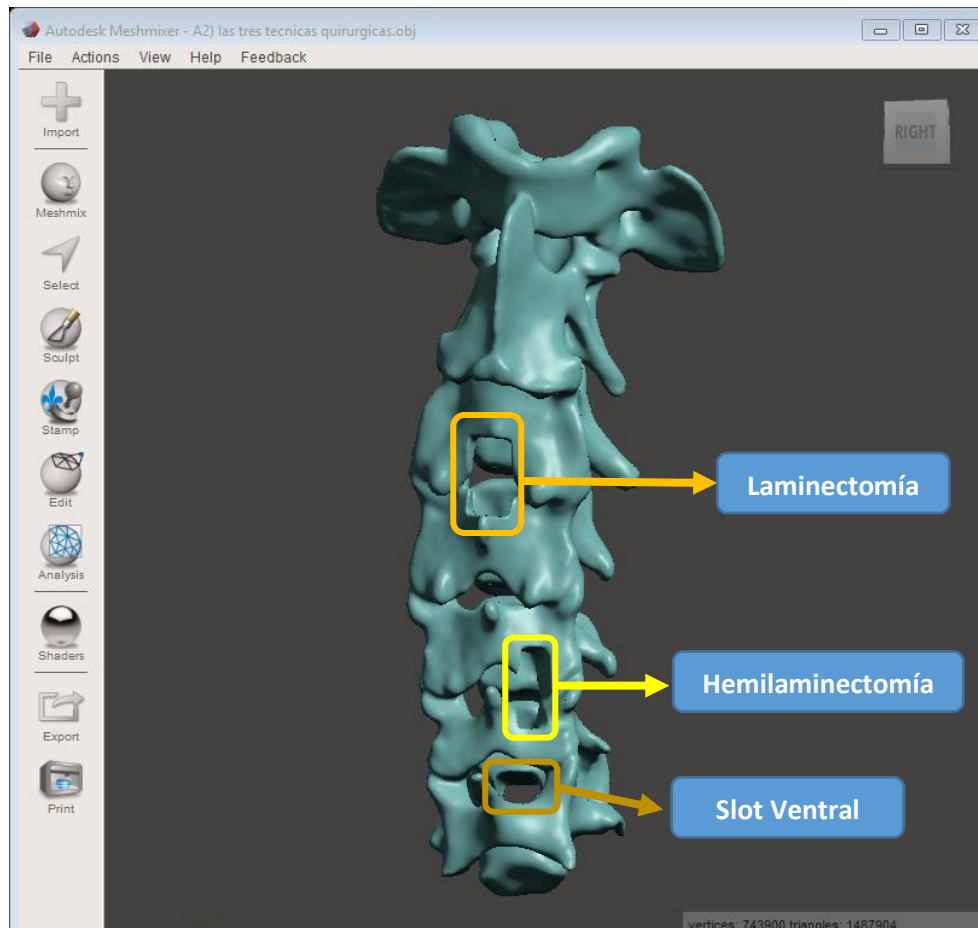 Autodesk Meshmixer - A2) las tres tecnicas quirurgicas.obj
File Actions View Help Feedback
Import
RIGHT
Meshmix
Select
Sculpt
Stamp
Edit
Analysis
Shaders
Export
Print
Laminectomía
Hemilaminectomía
Slot Ventral
vertices: 743900 triangles: 1487904